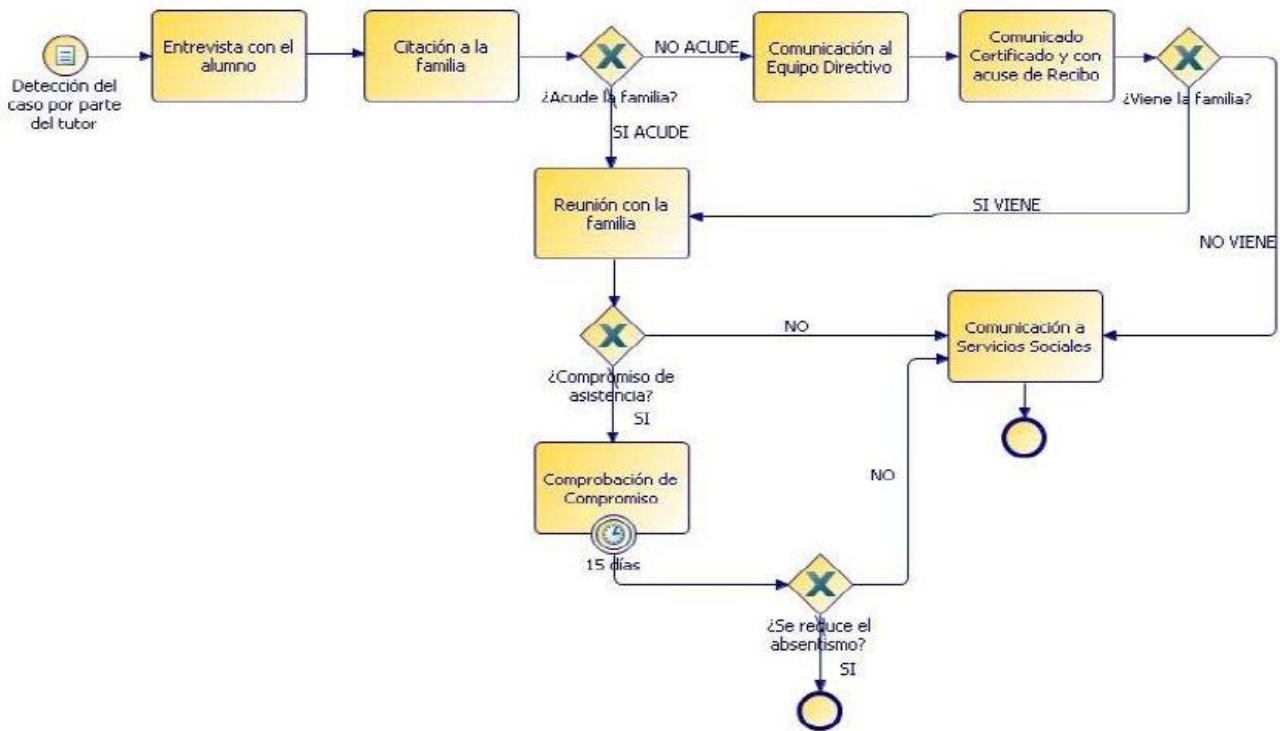 Detección del
caso por parte
del tutor
Entrevista con el
alumno
Citación a la
familia
¿Acude la familia?
NO ACUDE
Comunicación al
Equipo Directivo
Comunicado
Certificado y con
acuse de Recibo
¿Viene la familia?
SI ACUDE
Reunión con la
familia
SI VIENE
NO VIENE
¿Compromiso de
asistencia?
NO
Comunicación a
Servicios Sociales
SI
Comprobación de
Compromiso
15 días
NO
¿Se reduce el
absentismo?
SI